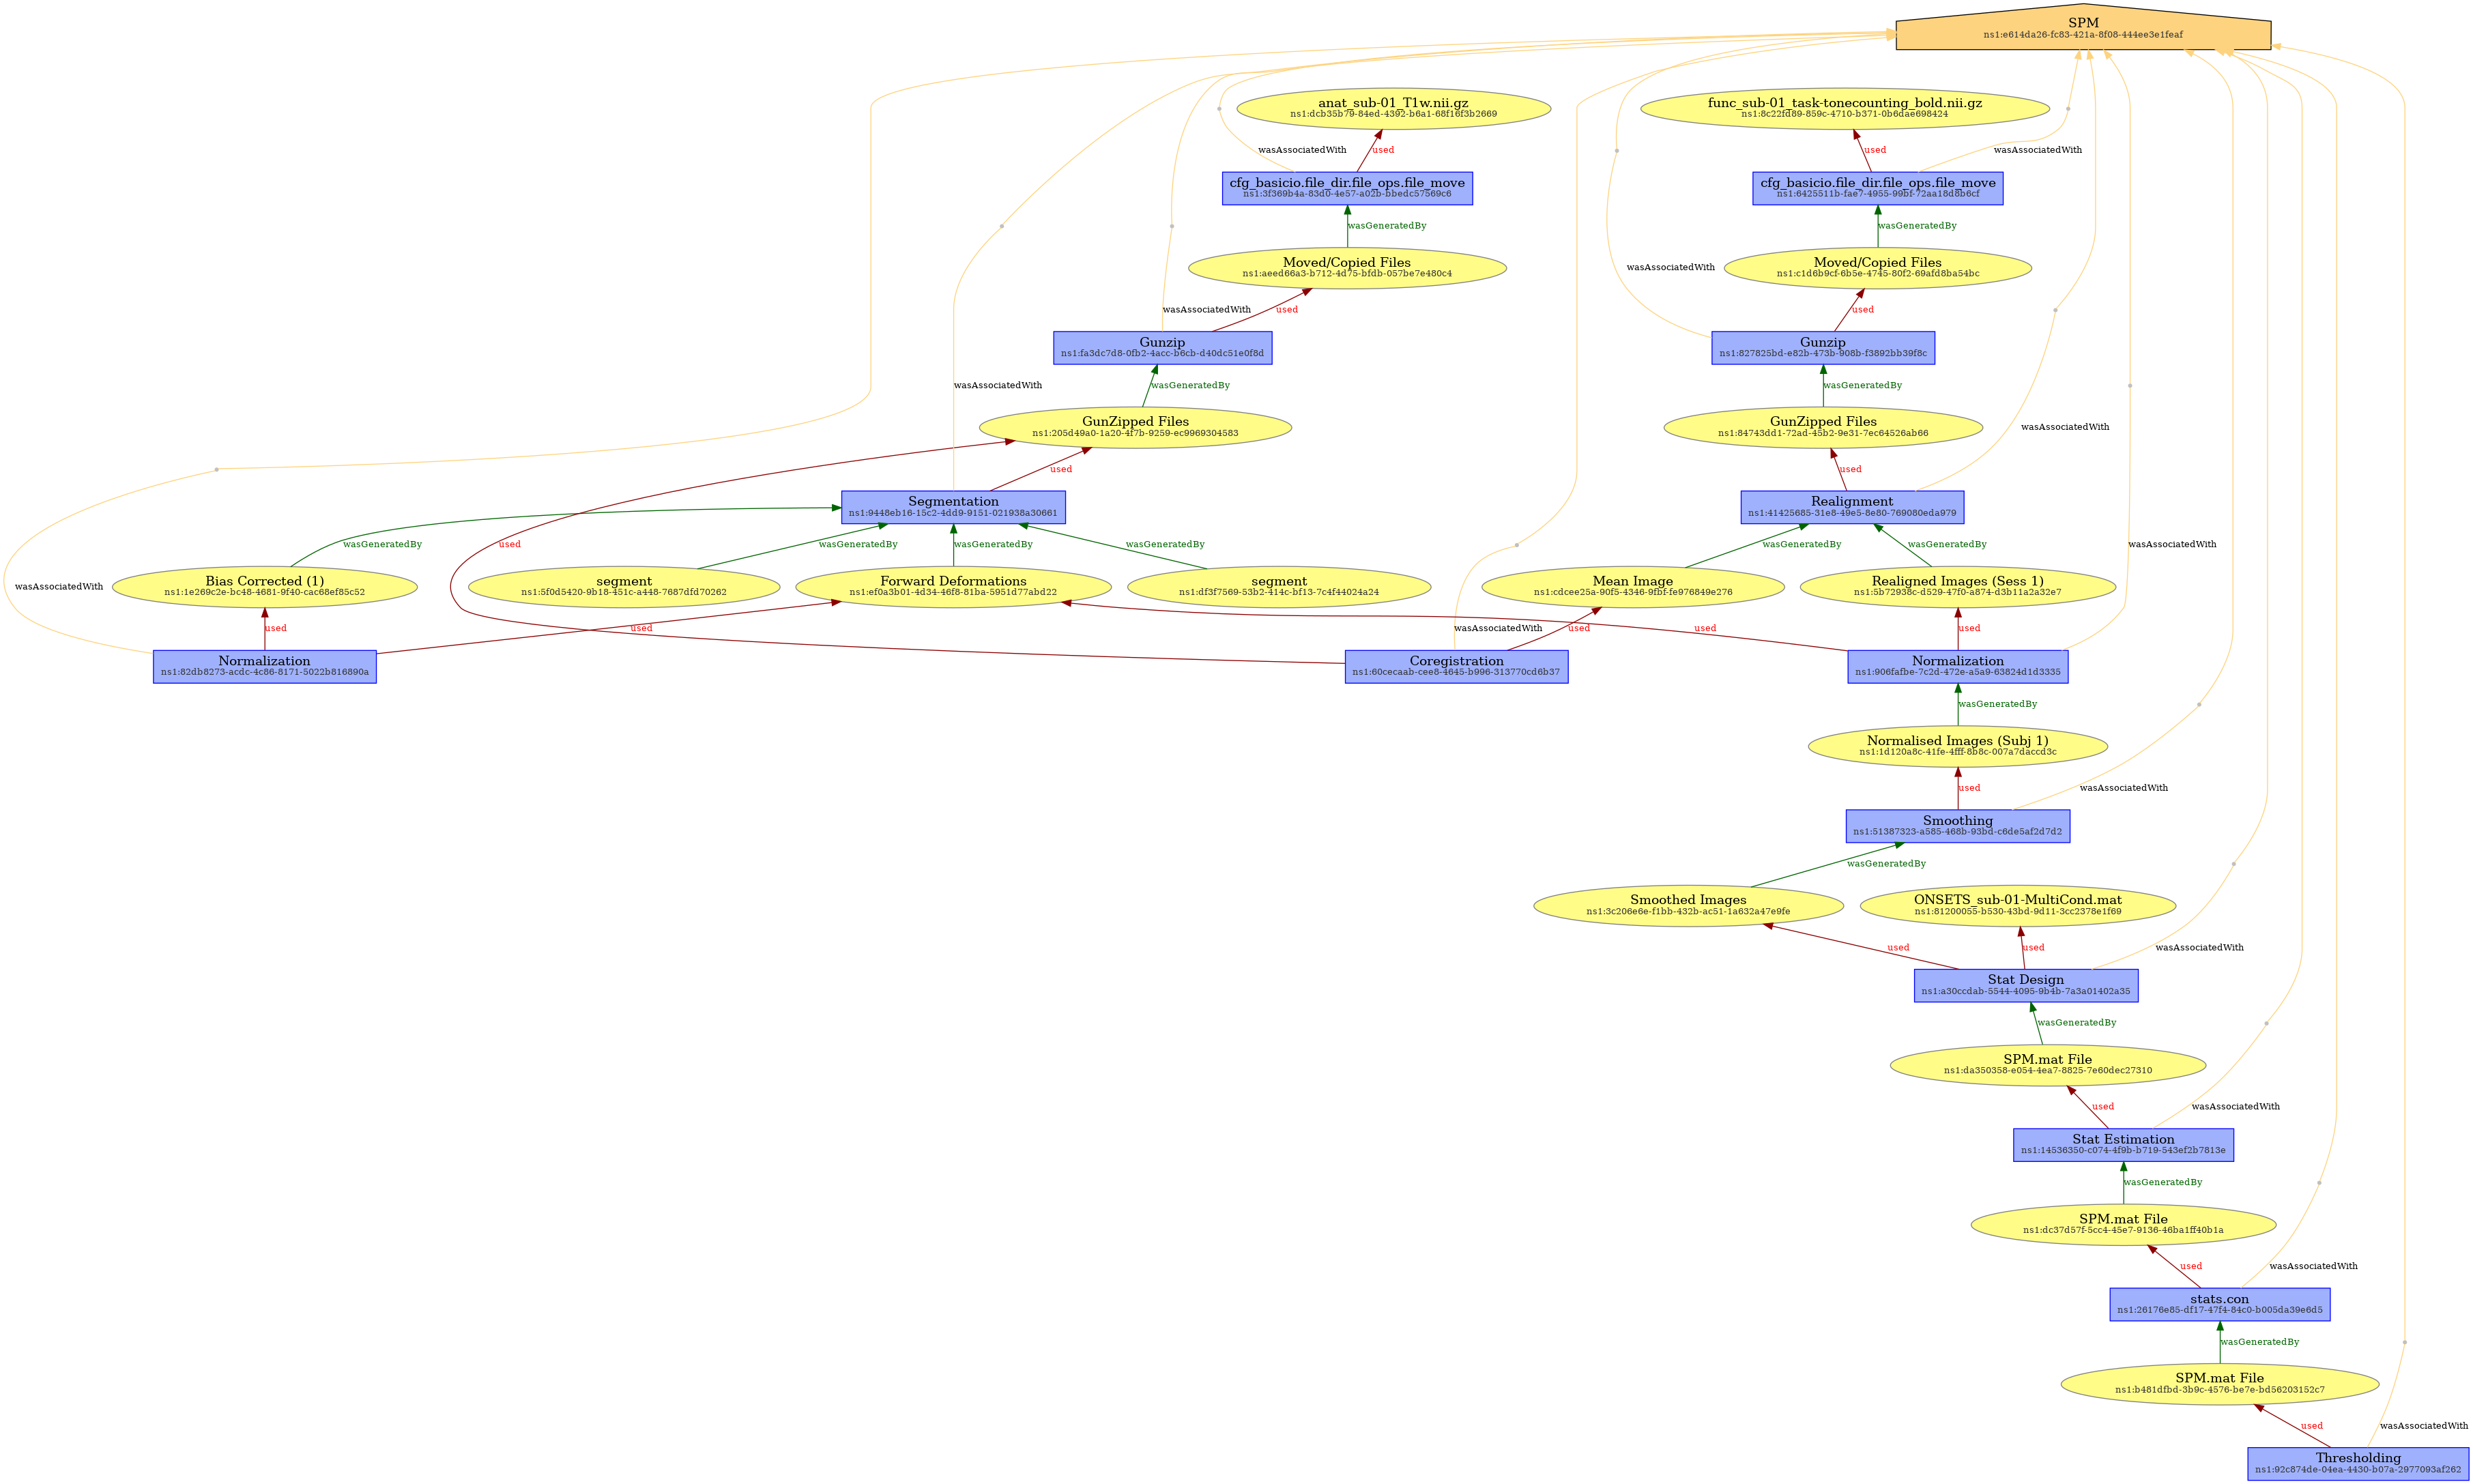 SPM
ns1:e614da26-fc83-421a-8f08-444ee3e1feaf
anat_sub-01_T1w.nii.gz
ns1:dcb35b79-84ed-4392-b6a1-68f16f3b2669
func_sub-01_task-tonecounting_bold.nii.gz
ns1:8c22fd89-859c-4710-b371-0b6dae698424
wasAssociatedWith
used
used
wasAssociatedWith
cfg_basicio.file_dir.file_ops.file_move
ns1:3f369b4a-83d0-4e57-a02b-bbedc57569c6
cfg_basicio.file_dir.file_ops.file_move
ns1:6425511b-fae7-4955-99bf-72aa18d8b6cf
wasGeneratedBy
wasGeneratedBy
Moved/Copied Files
ns1:aeed66a3-b712-4d75-bfdb-057be7e480c4
wasAssociatedWith
Moved/Copied Files
ns1:c1d6b9cf-6b5e-4745-80f2-69afd8ba54bc
wasAssociatedWith
used
used
Gunzip
ns1:fa3dc7d8-0fb2-4acc-b6cb-d40dc51e0f8d
Gunzip
ns1:827825bd-e82b-473b-908b-f3892bb39f8c
wasAssociatedWith
wasGeneratedBy
wasGeneratedBy
GunZipped Files
ns1:205d49a0-1a20-4f7b-9259-ec9969304583
GunZipped Files
ns1:84743dd1-72ad-45b2-9e31-7ec64526ab66
wasAssociatedWith
used
used
Segmentation
ns1:9448eb16-15c2-4dd9-9151-021938a30661
Realignment
ns1:41425685-31e8-49e5-8e80-769080eda979
wasGeneratedBy
used
wasGeneratedBy
wasGeneratedBy
wasGeneratedBy
wasGeneratedBy
wasGeneratedBy
wasAssociatedWith
wasAssociatedWith
Bias Corrected (1)
ns1:1e269c2e-bc48-4681-9f40-cac68ef85c52
segment
ns1:5f0d5420-9b18-451c-a448-7687dfd70262
Forward Deformations
ns1:ef0a3b01-4d34-46f8-81ba-5951d77abd22
segment
ns1:df3f7569-53b2-414c-bf13-7c4f44024a24
Mean Image
ns1:cdcee25a-90f5-4346-9fbf-fe976849e276
Realigned Images (Sess 1)
ns1:5b72938c-d529-47f0-a874-d3b11a2a32e7
used
used
wasAssociatedWith
used
used
used
Normalization
ns1:82db8273-acdc-4c86-8171-5022b816890a
Coregistration
ns1:60cecaab-cee8-4645-b996-313770cd6b37
Normalization
ns1:906fafbe-7c2d-472e-a5a9-63824d1d3335
wasGeneratedBy
Normalised Images (Subj 1)
ns1:1d120a8c-41fe-4fff-8b8c-007a7daccd3c
used
wasAssociatedWith
Smoothing
ns1:51387323-a585-468b-93bd-c6de5af2d7d2
wasGeneratedBy
Smoothed Images
ns1:3c206e6e-f1bb-432b-ac51-1a632a47e9fe
ONSETS_sub-01-MultiCond.mat
ns1:81200055-b530-43bd-9d11-3cc2378e1f69
used
used
wasAssociatedWith
Stat Design
ns1:a30ccdab-5544-4095-9b4b-7a3a01402a35
wasGeneratedBy
SPM.mat File
ns1:da350358-e054-4ea7-8825-7e60dec27310
used
wasAssociatedWith
Stat Estimation
ns1:14536350-c074-4f9b-b719-543ef2b7813e
wasGeneratedBy
SPM.mat File
ns1:dc37d57f-5cc4-45e7-9136-46ba1ff40b1a
used
wasAssociatedWith
stats.con
ns1:26176e85-df17-47f4-84c0-b005da39e6d5
wasGeneratedBy
SPM.mat File
ns1:b481dfbd-3b9c-4576-be7e-bd56203152c7
used
wasAssociatedWith
Thresholding
ns1:92c874de-04ea-4430-b07a-2977093af262